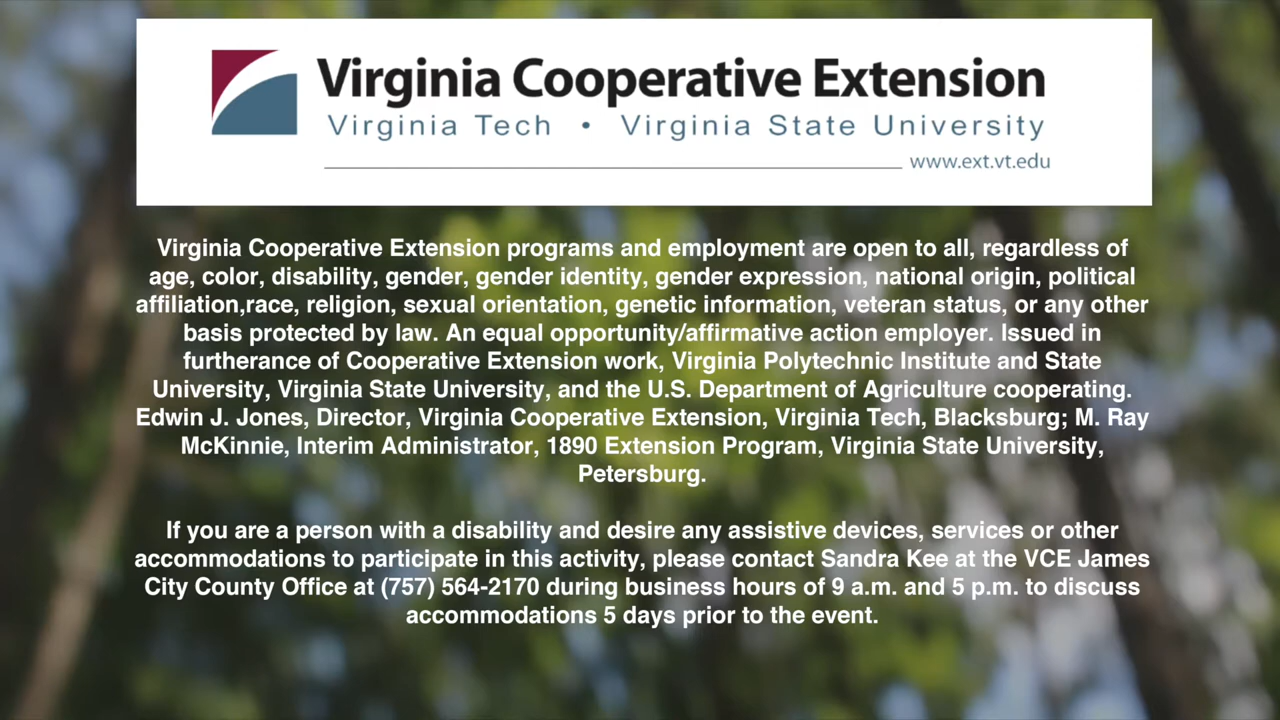 Virginia Cooperative Extension
Virginia Tech • Virginia State University
www.ext.vt.edu
Virginia Cooperative Extension programs and employment are open to all, regardless of
age, color, disability, gender, gender identity, gender expression, national origin, political
affiliation,race, religion, sexual orientation, genetic information, veteran status, or any other
basis protected by law. An equal opportunity/affirmative action employer. Issued in
furtherance of Cooperative Extension work, Virginia Polytechnic Institute and State
University, Virginia State University, and the U.S. Department of Agriculture cooperating.
Edwin J. Jones, Director, Virginia Cooperative Extension, Virginia Tech, Blacksburg; M. Ray
McKinnie, Interim Administrator, 1890 Extension Program, Virginia State University,
Petersburg.
If you are a person with a disability and desire any assistive devices, services or other
accommodations to participate in this activity, please contact Sandra Kee at the VCE James
City County Office at (757) 564-2170 during business hours of 9 a.m. and 5 p.m. to discuss
accommodations 5 days prior to the event.